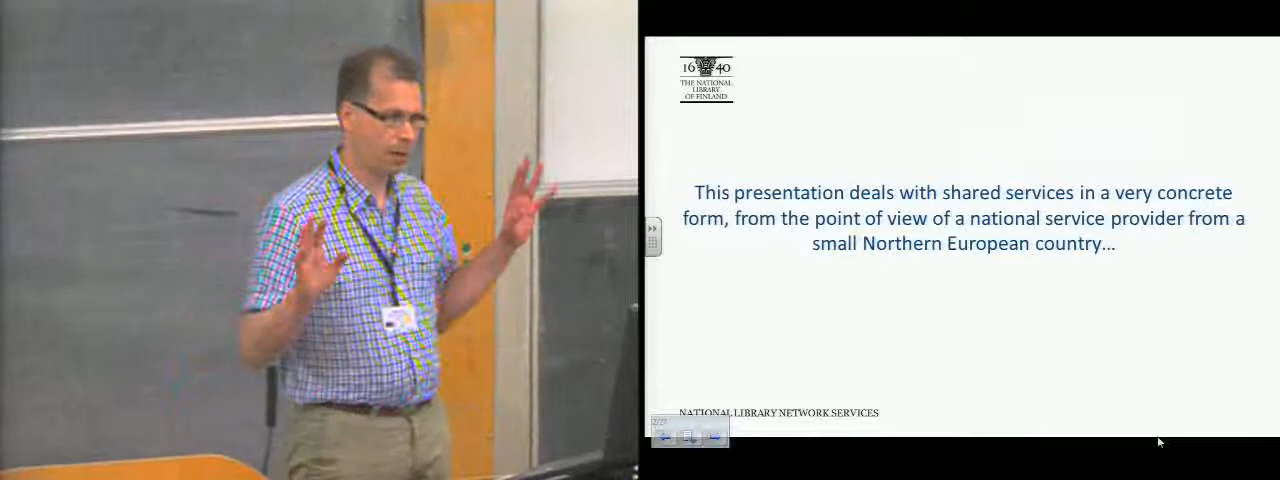 16 40
THE NATIONAL
LIBRARY
OF FINLAND
This presentation deals with shared services in a very concrete
form, from the point of view of a national service provider from a
small Northern European country...
NATIONAL LIBRARY NETWORK SERVICES